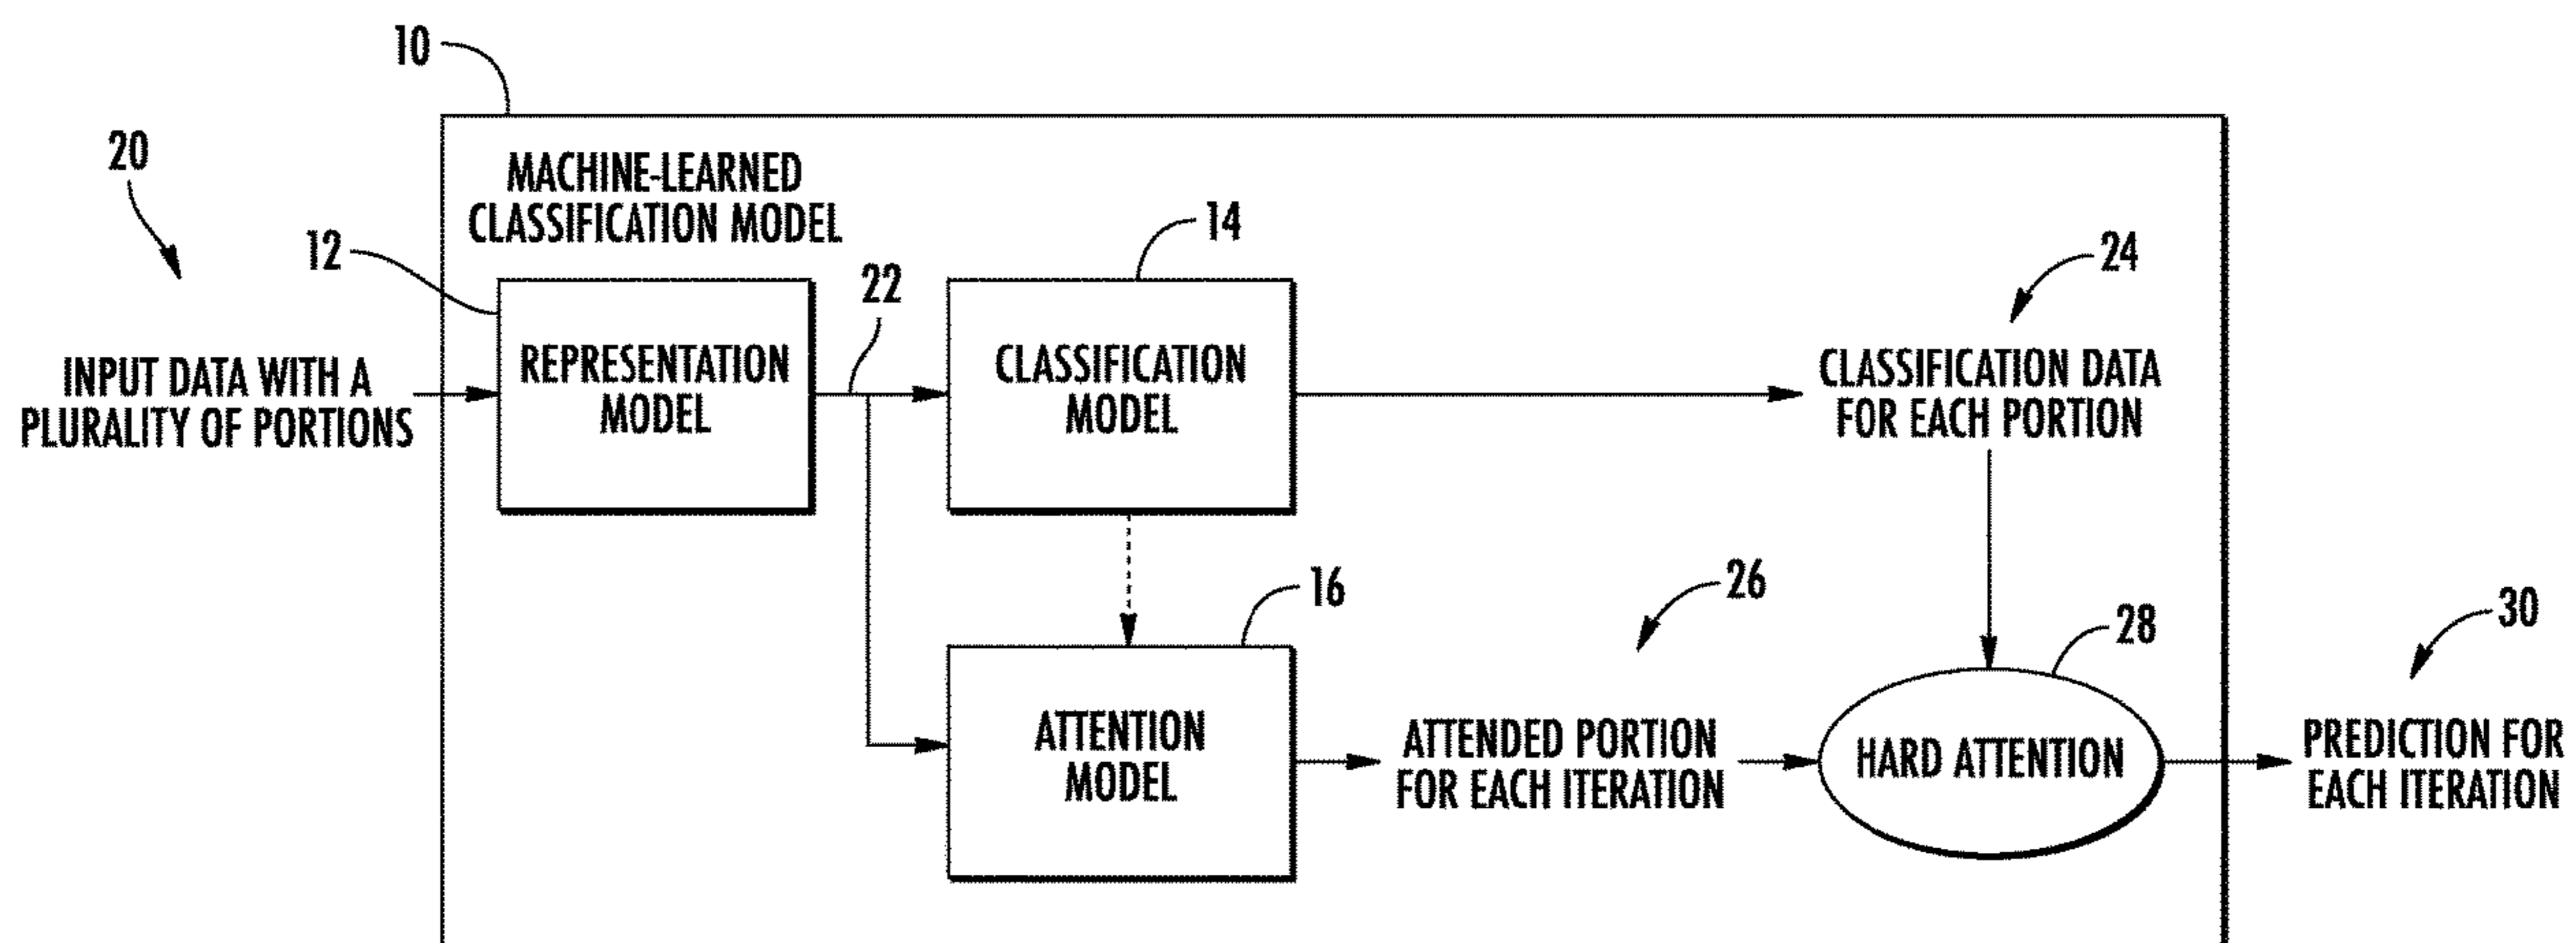 10
20
MACHINE-LEARNED
CLASSIFICATION MODEL
12
14
22
24
INPUT DATA WITH A
PLURALITY OF PORTIONS
REPRESENTATION
MODEL
CLASSIFICATION
MODEL
CLASSIFICATION DATA
FOR EACH PORTION
16
26
28
30
ATTENTION
MODEL
ATTENDED PORTION
FOR EACH ITERATION
HARD ATTENTION
PREDICTION FOR
EACH ITERATION